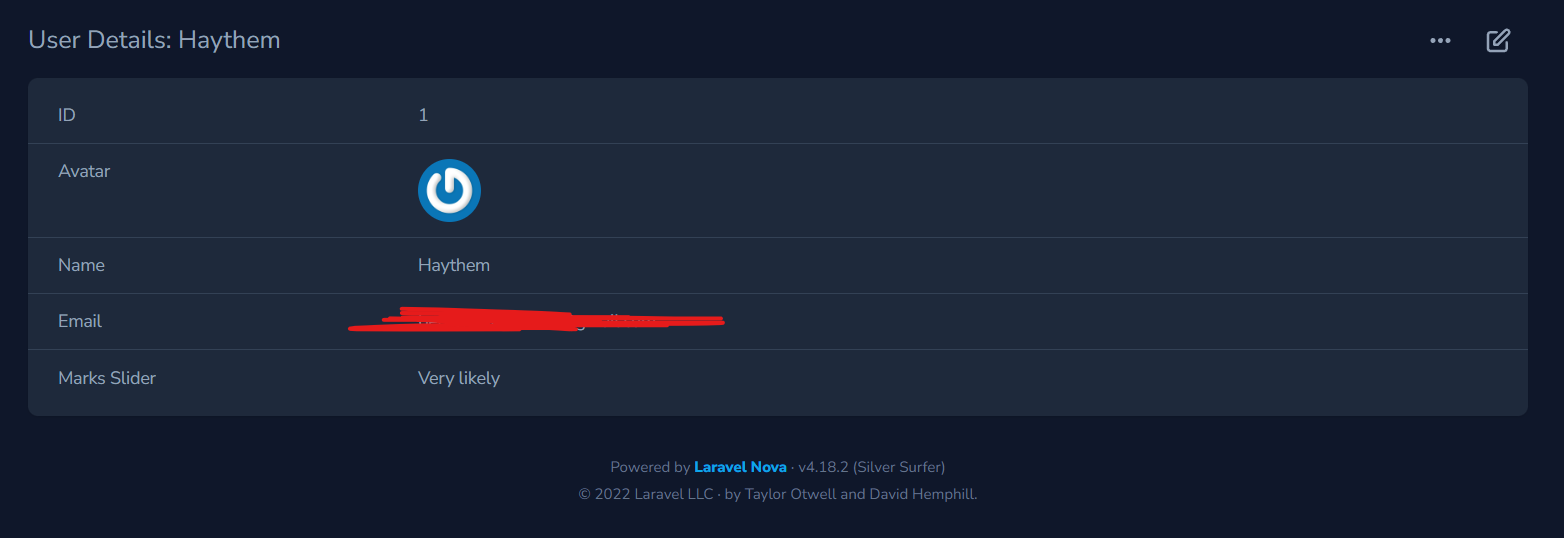 User Details: Haythem
ID 1
Avatar
Name Haythem
Email
Marks Slider Very likely
Powered by Laravel Nova · v4.18.2 (Silver Surfer)
© 2022 Laravel LLC · by Taylor Otwell and David Hemphill.